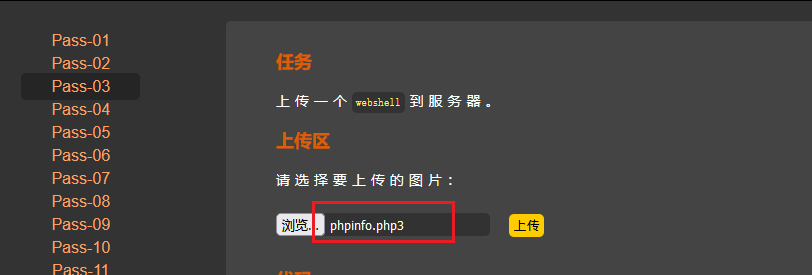 Pass-01
Pass-02
Pass-03
Pass-04
Pass-05
Pass-06
Pass-07
Pass-08
Pass-09
Pass-10
Pass-11
任务
上传一个 webshell 到服务器。
上传区
请选择要上传的图片：
浏览... phpinfo.php3 上传